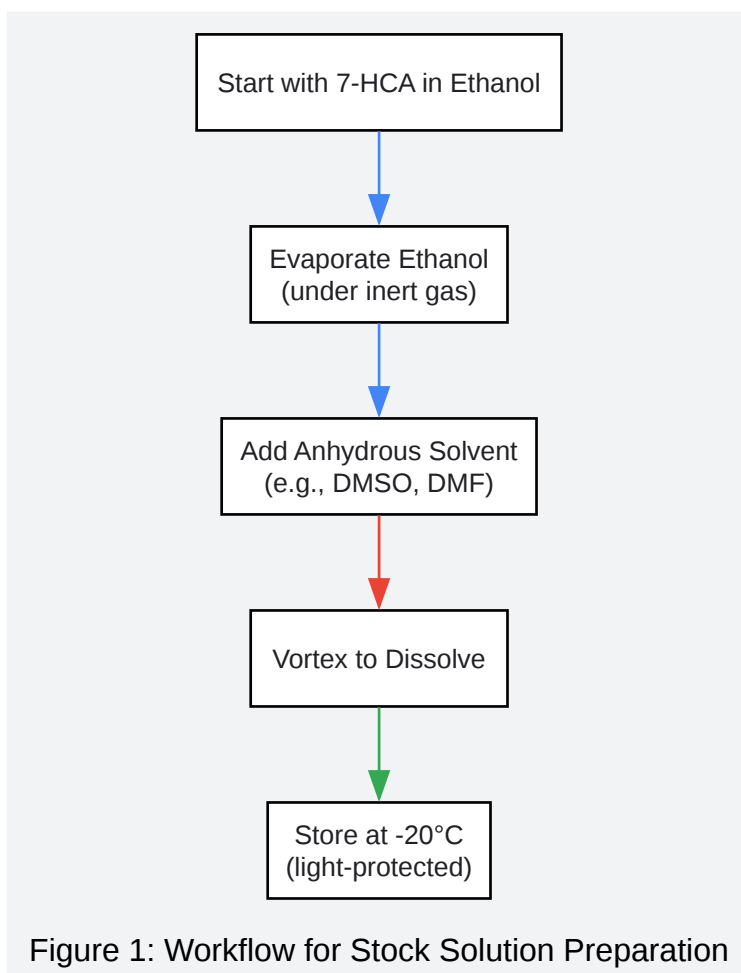 Start with 7-HCA in Ethanol
Evaporate Ethanol
(under inert gas)
Add Anhydrous Solvent
(e.g., DMSO, DMF)
Vortex to Dissolve
Store at -20°C
(light-protected)
Figure 1: Workflow for Stock Solution Preparation